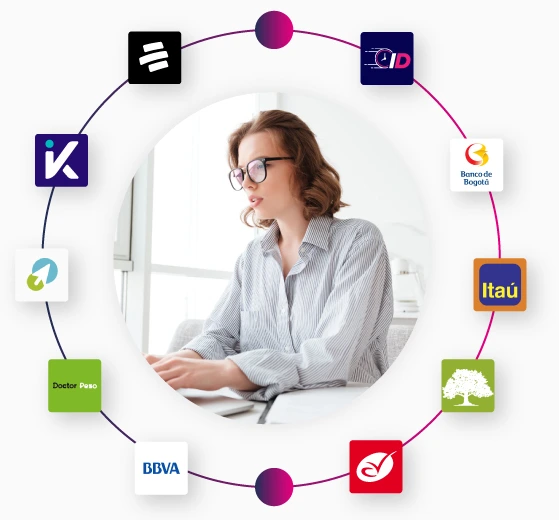 ID
K
Banco de
Bogotá
Itaú
Doctor Peso
BBVA